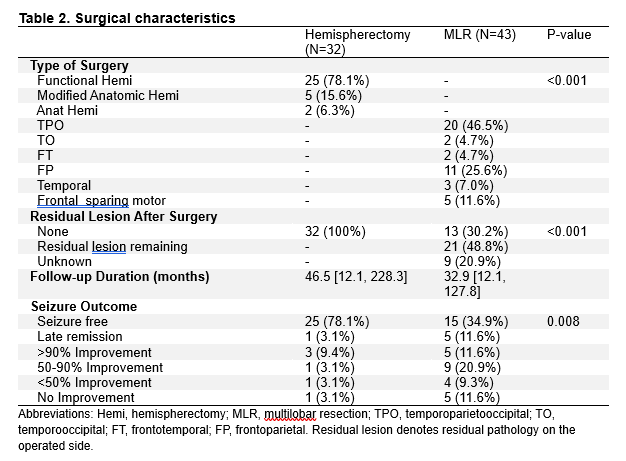 Table 2. Surgical characteristics
Hemispherectomy (N=32) MLR (N=43) P-value
Type of Surgery
Functional Hemi 25 (78.1%) - <0.001
Modified Anatomic Hemi 5 (15.6%) -
Anat Hemi 2 (6.3%) -
TPO - 20 (46.5%)
TO - 2 (4.7%)
FT - 2 (4.7%)
FP - 11 (25.6%)
Temporal - 3 (7.0%)
Frontal sparing motor - 5 (11.6%)
Residual Lesion After Surgery
None 32 (100%) 13 (30.2%) <0.001
Residual lesion remaining - 21 (48.8%)
Unknown - 9 (20.9%)
Follow-up Duration (months) 46.5 [12.1, 228.3] 32.9 [12.1, 127.8]
Seizure Outcome
Seizure free 25 (78.1%) 15 (34.9%) 0.008
Late remission 1 (3.1%) 5 (11.6%)
>90% Improvement 3 (9.4%) 5 (11.6%)
50-90% Improvement 1 (3.1%) 9 (20.9%)
<50% Improvement 1 (3.1%) 4 (9.3%)
No Improvement 1 (3.1%) 5 (11.6%)
Abbreviations: Hemi, hemispherectomy; MLR, multilobar resection; TPO, temporoparietooccipital; TO,
temporooccipital; FT, frontotemporal; FP, frontoparietal. Residual lesion denotes residual pathology on the
operated side.